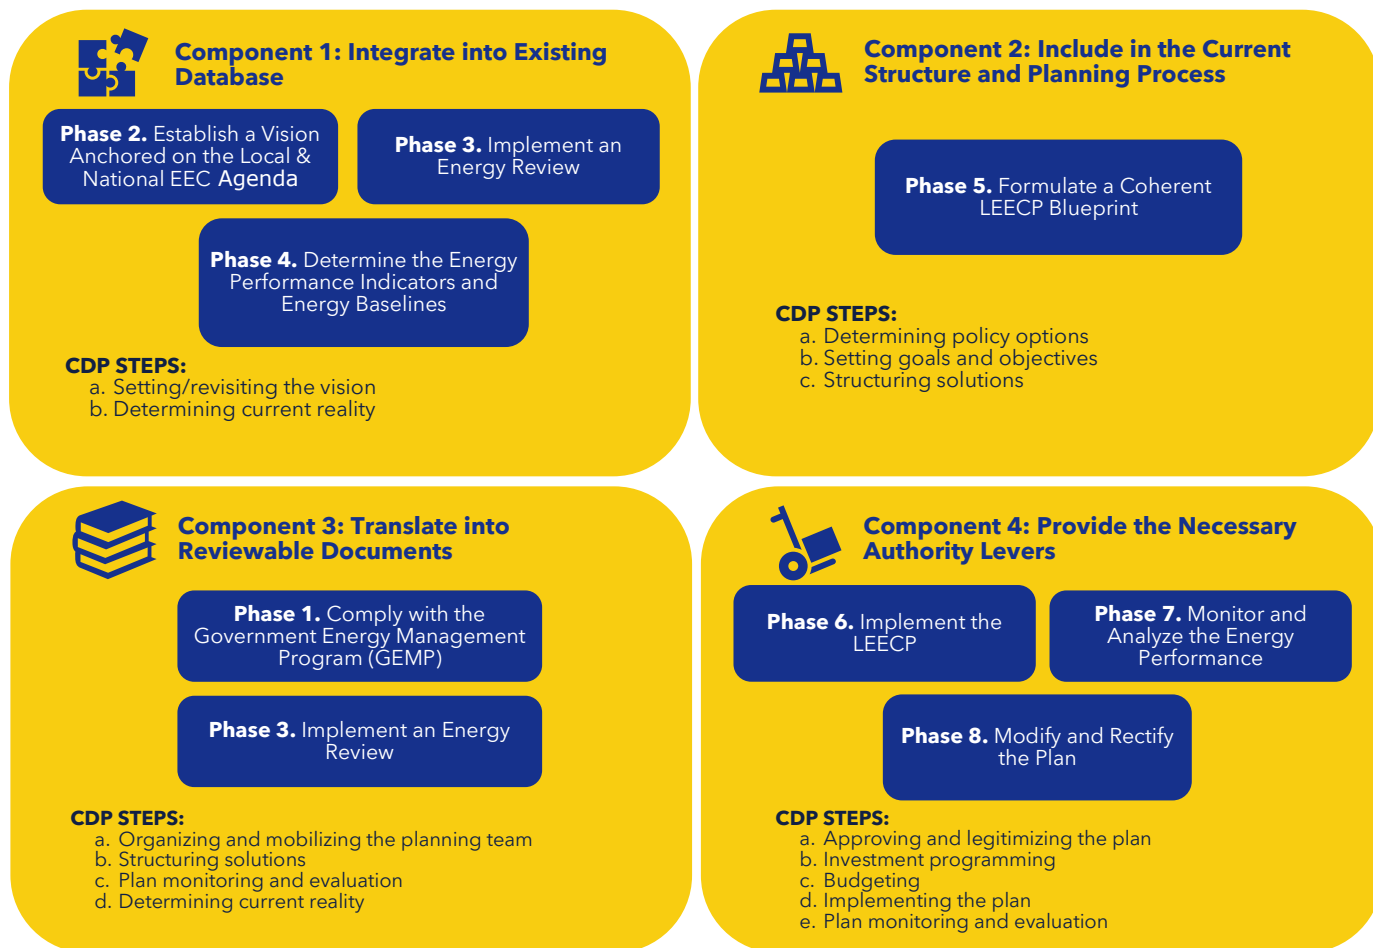 Component 1: Integrate into Existing
Database
Phase 2. Establish a Vision
Anchored on the Local &
National EEC Agenda
Phase 3. Implement an
Energy Review
Phase 4. Determine the Energy
Performance Indicators and
Energy Baselines
CDP STEPS:
a. Setting/revisiting the vision
b. Determining current reality
Component 2: Include in the Current
Structure and Planning Process
Phase 5. Formulate a Coherent
LEECP Blueprint
CDP STEPS:
a. Determining policy options
b. Setting goals and objectives
c. Structuring solutions
Component 3: Translate into
Reviewable Documents
Phase 1. Comply with the
Government Energy Management
Program (GEMP)
Phase 3. Implement an Energy
Review
CDP STEPS:
a. Organizing and mobilizing the planning team
b. Structuring solutions
c. Plan monitoring and evaluation
d. Determining current reality
Component 4: Provide the Necessary
Authority Levers
Phase 6. Implement the
LEECP
Phase 7. Monitor and
Analyze the Energy
Performance
Phase 8. Modify and Rectify
the Plan
CDP STEPS:
a. Approving and legitimizing the plan
b. Investment programming
c. Budgeting
d. Implementing the plan
e. Plan monitoring and evaluation